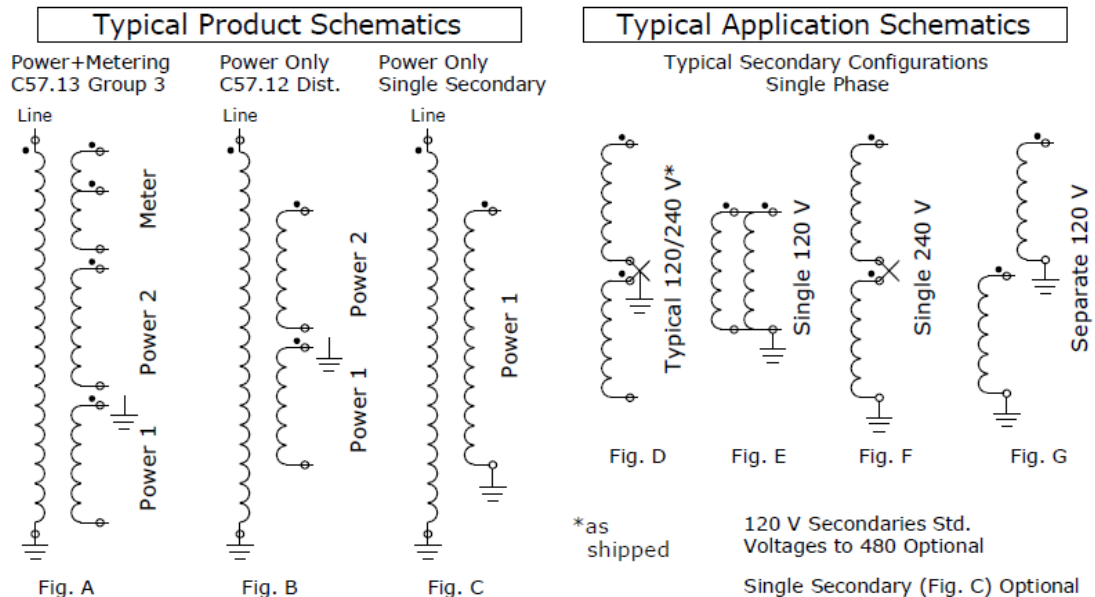 Typical Product Schematics
Power+Metering
C57.13 Group 3
Power Only
C57.12 Dist.
Power Only
Single Secondary
Line
Line
Line
Meter
Power 2
Power 1
Power 2
Power 1
Power 1
Fig. A
Fig. B
Fig. C
Typical Application Schematics
Typical Secondary Configurations
Single Phase
Typical 120/240 V*
Single 120 V
Single 240 V
Separate 120 V
Fig. D
Fig. E
Fig. F
Fig. G
*as
shipped
120 V Secondaries Std.
Voltages to 480 Optional
Single Secondary (Fig. C) Optional